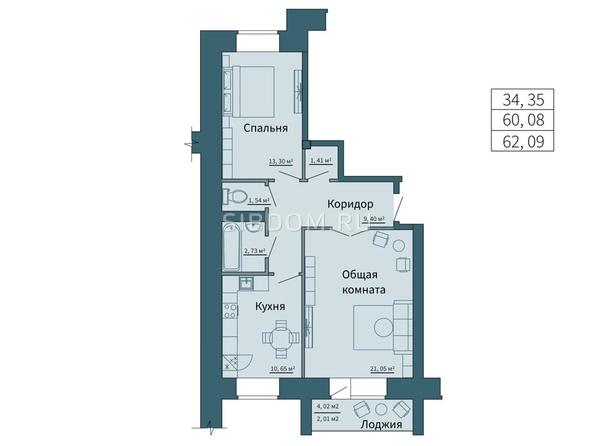 34, 35
60, 08
62, 09
Спальня
13, 30 м²
1, 41 м²
1, 54 м²
Коридор
9, 40 м²
SIBDOM.RU
2, 73 м²
Общая
комната
Кухня
10, 65 м²
21, 05 м²
4, 02 м2
2, 01 м2
Лоджия